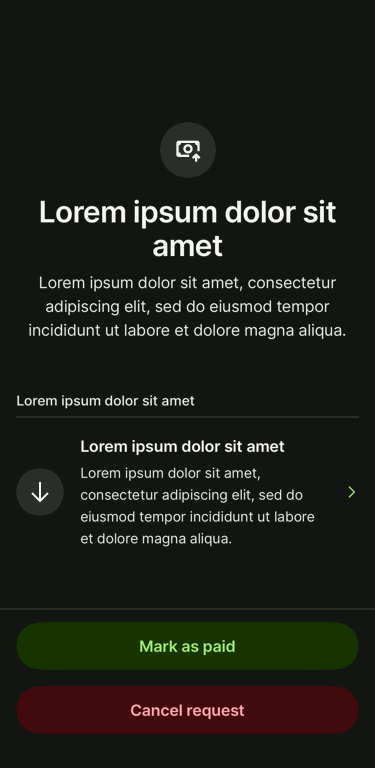 Lorem ipsum dolor sit
amet
Lorem ipsum dolor sit amet, consectetur
adipiscing elit, sed do eiusmod tempor
incididunt ut labore et dolore magna aliqua.
Lorem ipsum dolor sit amet
Lorem ipsum dolor sit amet
Lorem ipsum dolor sit amet,
consectetur adipiscing elit, sed do
eiusmod tempor incididunt ut labore
et dolore magna aliqua.
Mark as paid
Cancel request